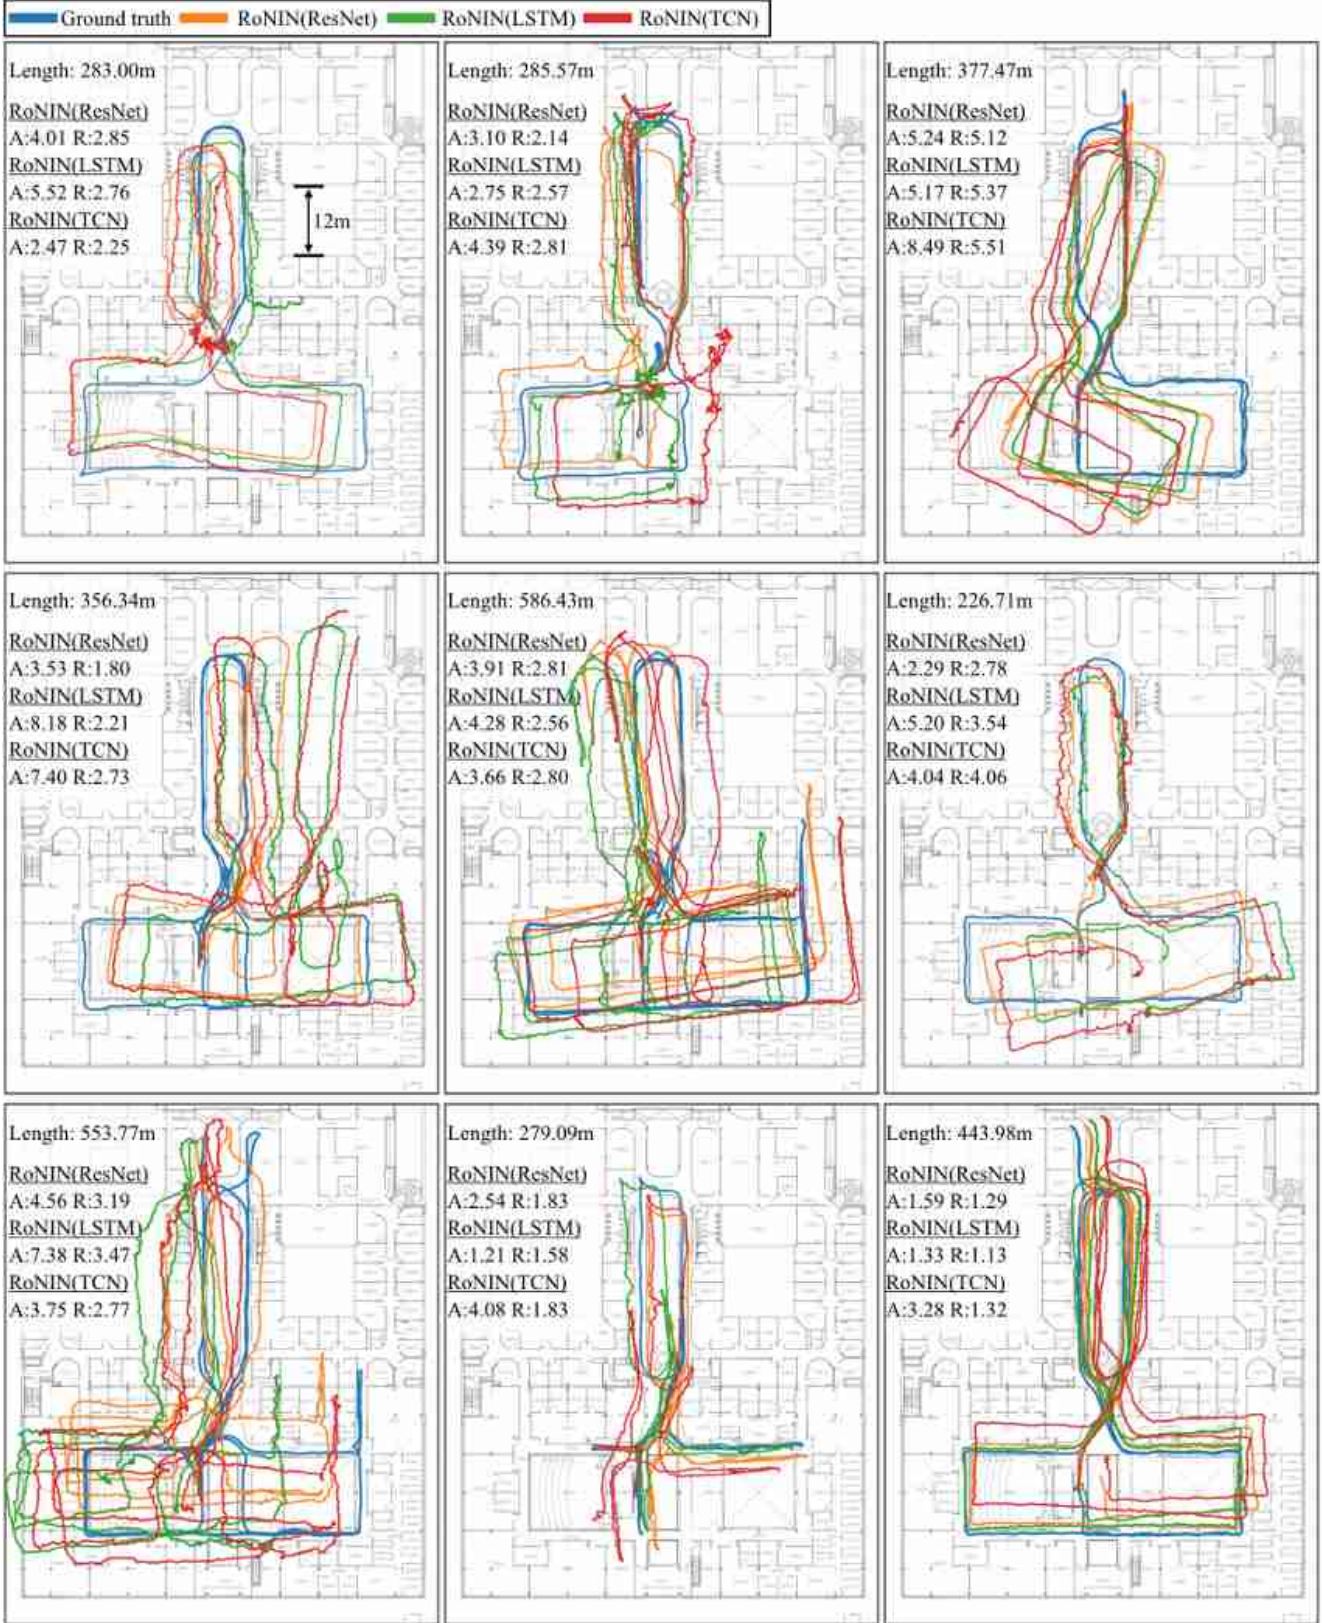 Ground truth RoNIN(ResNet) RoNIN(LSTM) RoNIN(TCN)
Length: 283.00m
RoNIN(ResNet)
A:4.01 R:2.85
RoNIN(LSTM)
A:5.52 R:2.76
RoNIN(TCN)
A:2.47 R:2.25
12m
Length: 285.57m
RoNIN(ResNet)
A:3.10 R:2.14
RoNIN(LSTM)
A:2.75 R:2.57
RoNIN(TCN)
A:4.39 R:2.81
Length: 377.47m
RoNIN(ResNet)
A:5.24 R:5.12
RoNIN(LSTM)
A:5.17 R:5.37
RoNIN(TCN)
A:8.49 R:5.51
Length: 356.34m
RoNIN(ResNet)
A:3.53 R:1.80
RoNIN(LSTM)
A:8.18 R:2.21
RoNIN(TCN)
A:7.40 R:2.73
Length: 586.43m
RoNIN(ResNet)
A:3.91 R:2.81
RoNIN(LSTM)
A:4.28 R:2.56
RoNIN(TCN)
A:3.66 R:2.80
Length: 226.71m
RoNIN(ResNet)
A:2.29 R:2.78
RoNIN(LSTM)
A:5.20 R:3.54
RoNIN(TCN)
A:4.04 R:4.06
Length: 553.77m
RoNIN(ResNet)
A:4.56 R:3.19
RoNIN(LSTM)
A:7.38 R:3.47
RoNIN(TCN)
A:3.75 R:2.77
Length: 279.09m
RoNIN(ResNet)
A:2.54 R:1.83
RoNIN(LSTM)
A:1.21 R:1.58
RoNIN(TCN)
A:4.08 R:1.83
Length: 443.98m
RoNIN(ResNet)
A:1.59 R:1.29
RoNIN(LSTM)
A:1.33 R:1.13
RoNIN(TCN)
A:3.28 R:1.32